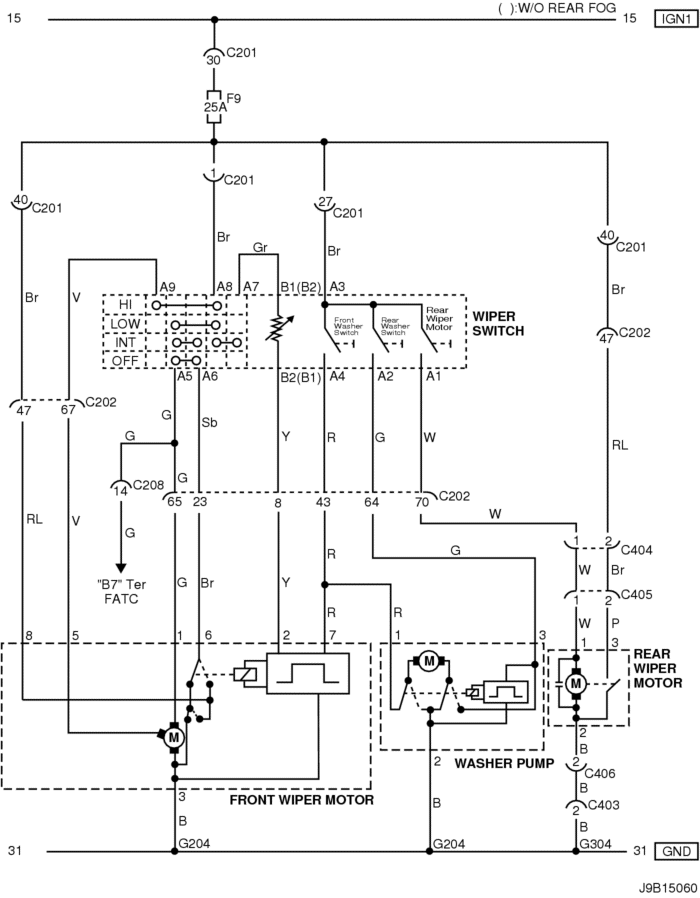 ( ):W/O REAR FOG
15
15 IGN1
30 C201
F9
25A
40 C201
1 C201
27 C201
40 C201
Br
Gr
Br
Br
V
Br
A9
A8 A7 B1(B2) A3
HI
LOW
INT
OFF
Front Washer Switch
Rear Washer Switch
Rear Wiper Motor
WIPER SWITCH
47 C202
A5 A6 B2(B1) A4 A2 A1
47 67 C202
G
Sb
Y
R
G
W
RL
G
14 C208
G
65 23 8 43 64 70 C202
W
RL
V
G
"B7" Ter
FATC
G
Br
Y
R
G
1 2 C404
W
Br
1 2 C405
R
R
W
P
8 5 1 6 2 7
1 3
1 3
M
M
M
REAR WIPER MOTOR
2
B
2 C406
B
2 C403
B
WASHER PUMP
2
B
FRONT WIPER MOTOR
3
B
31
G204
G204
G304
31 GND
J9B15060